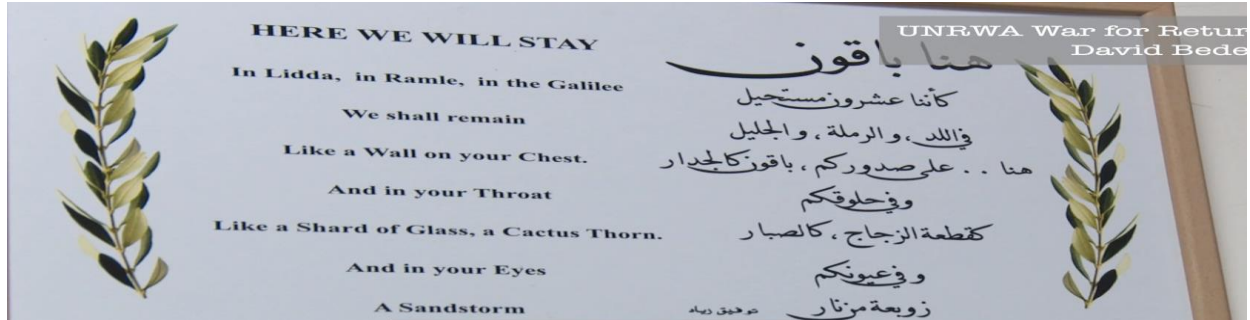 UNRWA War for Retur
David Bede
HERE WE WILL STAY
In Lidda, in Ramle, in the Galilee
We shall remain
Like a Wall on your Chest.
And in your Throat
Like a Shard of Glass, a Cactus Thorn.
And in your Eyes
A Sandstorm
هنا باقون
كأننا عشرون مستحيل
في اللد، والرملة، والجليل
هنا .. على صدوركم، باقون كالجدار
وفي حلوقكم
كقطعة الزجاج، كالصبار
وفي عيونكم
زوبعة من نار
توفيق زياد